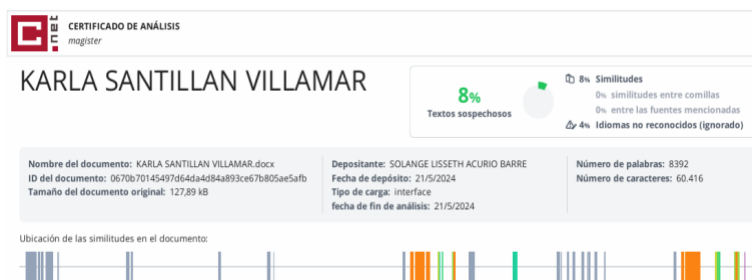 .net
CERTIFICADO DE ANÁLISIS
magister
KARLA SANTILLAN VILLAMAR
8%
Textos sospechosos
8% Similitudes
0% similitudes entre comillas
0% entre las fuentes mencionadas
4% Idiomas no reconocidos (ignorado)
Nombre del documento: KARLA SANTILLAN VILLAMAR.docx
ID del documento: 0670b70145497d64da4d84a893ce67b805ae5afb
Tamaño del documento original: 127,89 kB
Depositante: SOLANGE LISSETH ACURIO BARRE
Fecha de depósito: 21/5/2024
Tipo de carga: interface
fecha de fin de análisis: 21/5/2024
Número de palabras: 8392
Número de caracteres: 60.416
Ubicación de las similitudes en el documento: